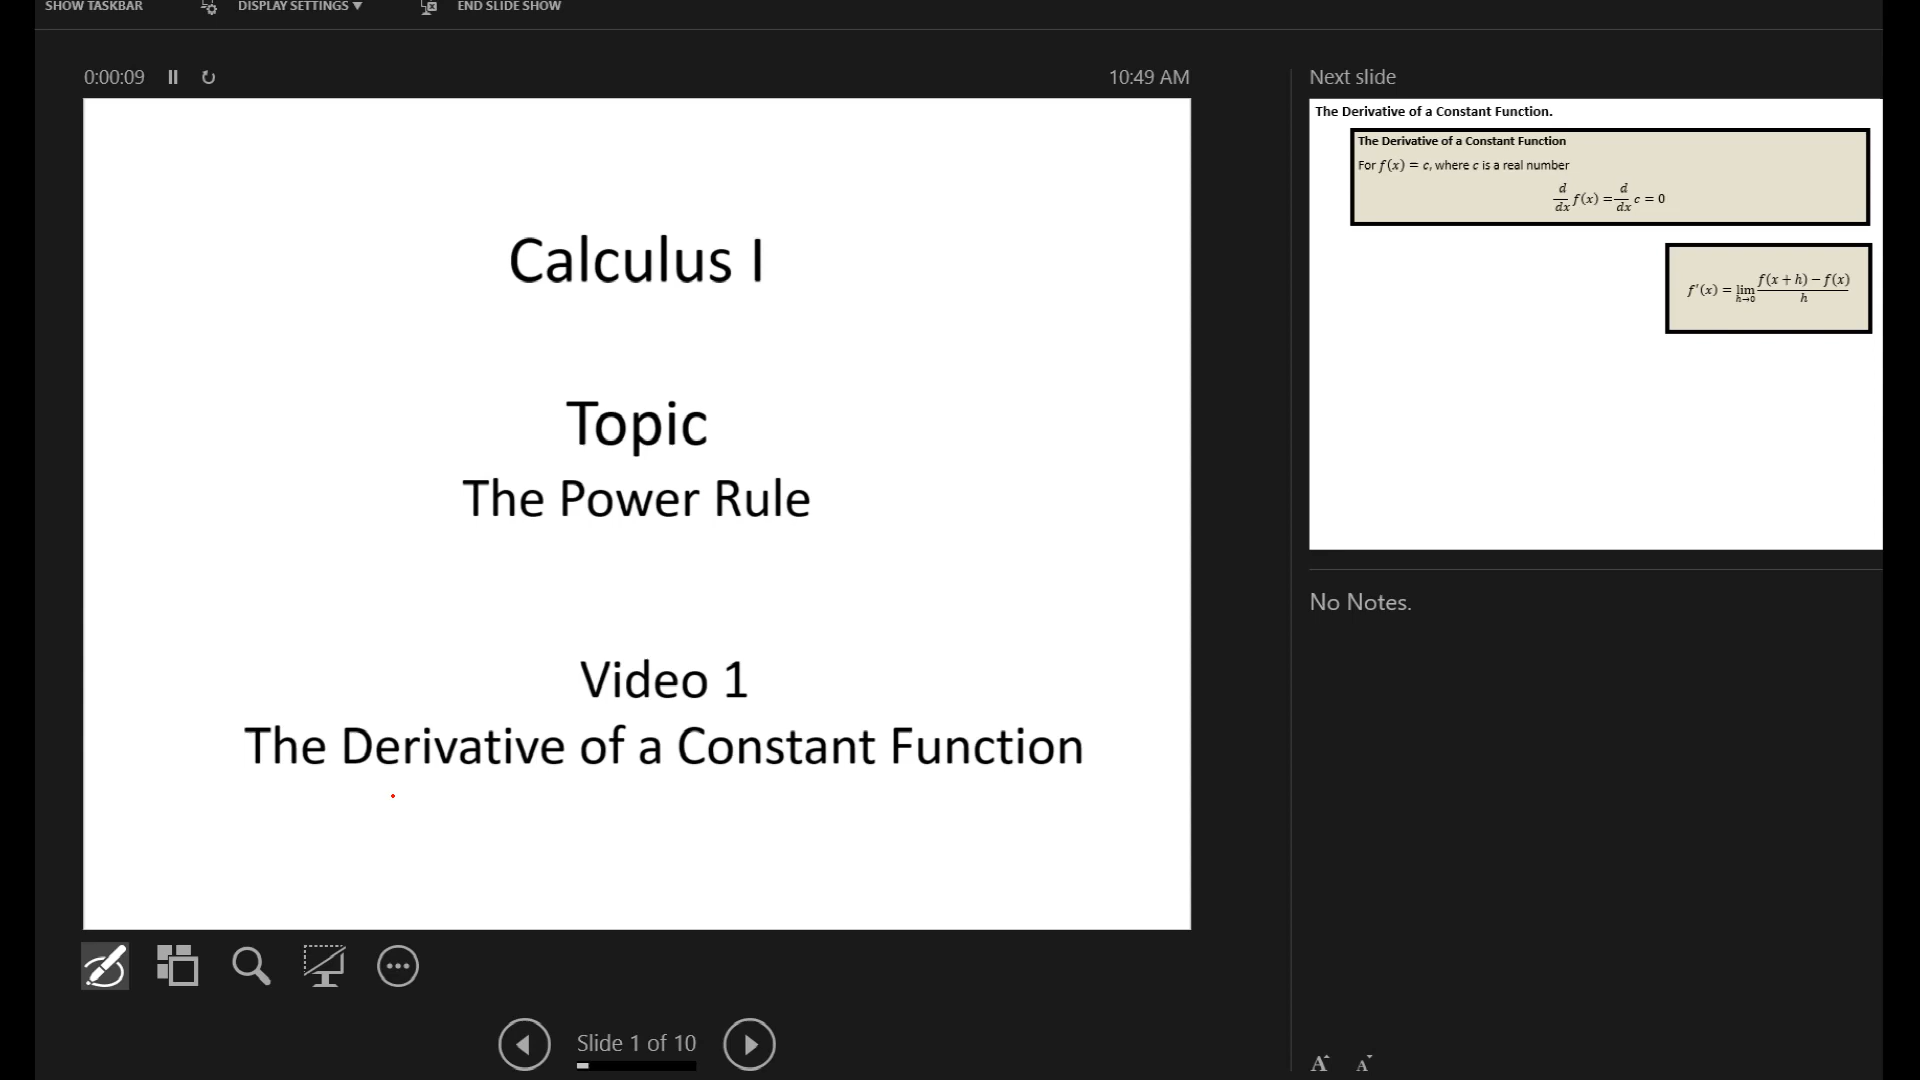 SHOW TASKBAR DISPLAY SETTINGS ▼ END SLIDE SHOW
0:00:09 10:49 AM
Calculus I
Topic
The Power Rule
Video 1
The Derivative of a Constant Function
Slide 1 of 10
Next slide
The Derivative of a Constant Function.
The Derivative of a Constant Function
For f(x) = c, where c is a real number
d/dx f(x) = d/dx c = 0
f′(x) = lim h→0 f(x + h) − f(x) / h
No Notes.
A A